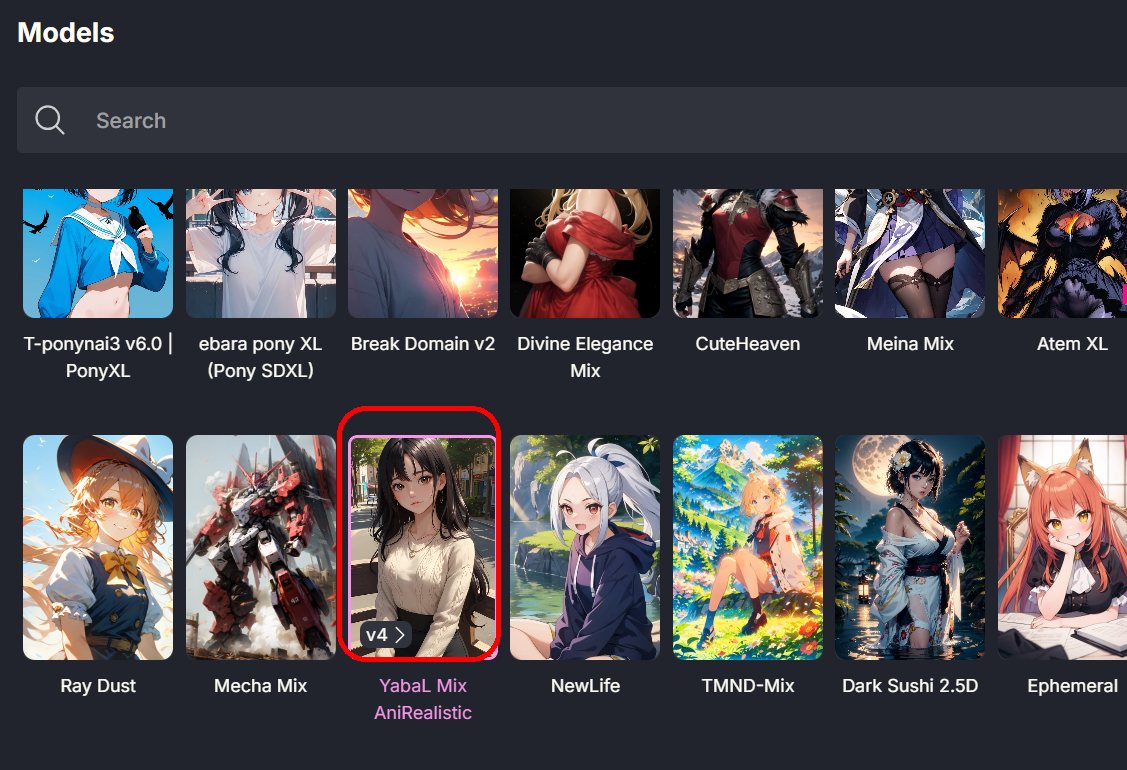 Models
Search
T-ponynai3 v6.0 |
PonyXL
ebara pony XL
(Pony SDXL)
Break Domain v2
Divine Elegance
Mix
CuteHeaven
Meina Mix
Atem XL
v4
Ray Dust
Mecha Mix
YabaL Mix
AniRealistic
NewLife
TMND-Mix
Dark Sushi 2.5D
Ephemeral